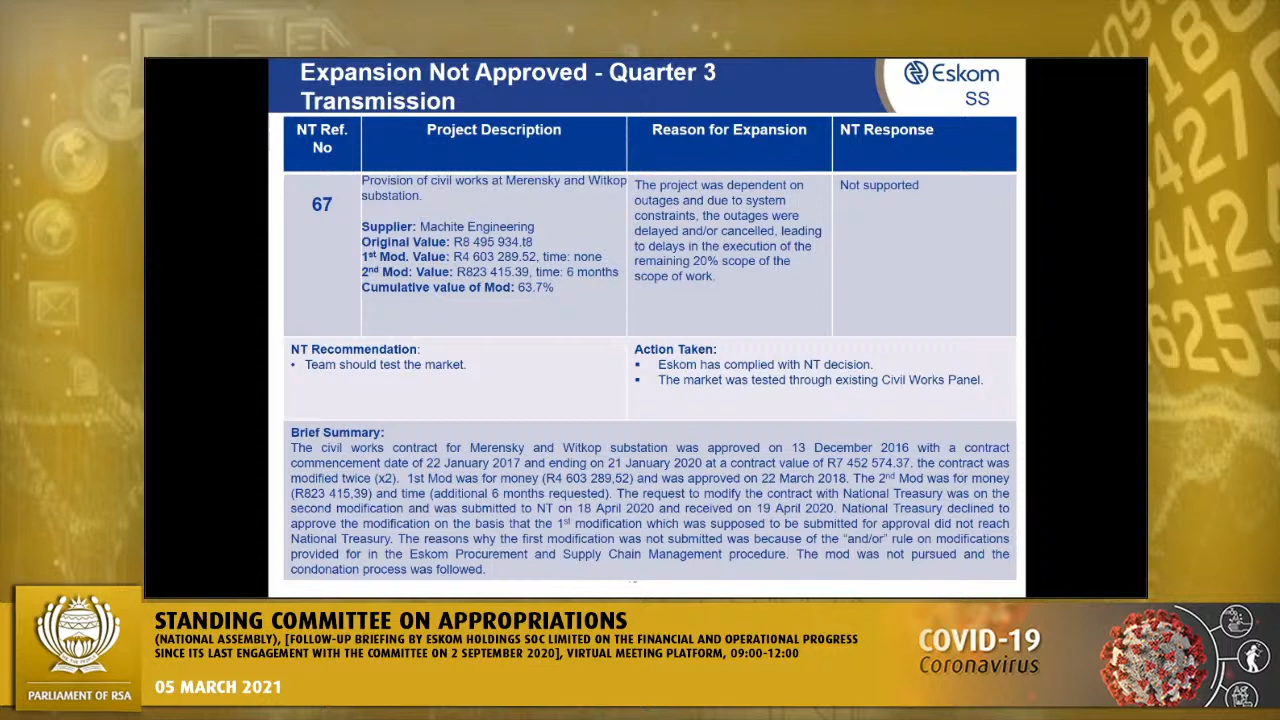 Expansion Not Approved - Quarter 3
Transmission
Eskom
SS
NT Ref.
No
Project Description
Reason for Expansion
NT Response
67
Provision of civil works at Merensky and Witkop
substation.
Supplier: Machite Engineering
Original Value: R8 495 934.t8
1st Mod. Value: R4 603 289.52, time: none
2nd Mod: Value: R823 415.39, time: 6 months
Cumulative value of Mod: 63.7%
The project was dependent on
outages and due to system
constraints, the outages were
delayed and/or cancelled, leading
to delays in the execution of the
remaining 20% scope of the
scope of work.
Not supported
NT Recommendation:
• Team should test the market.
Action Taken:
▪ Eskom has complied with NT decision.
▪ The market was tested through existing Civil Works Panel.
Brief Summary:
The civil works contract for Merensky and Witkop substation was approved on 13 December 2016 with a contract
commencement date of 22 January 2017 and ending on 21 January 2020 at a contract value of R7 452 574.37. the contract was
modified twice (x2). 1st Mod was for money (R4 603 289,52) and was approved on 22 March 2018. The 2nd Mod was for money
(R823 415,39) and time (additional 6 months requested). The request to modify the contract with National Treasury was on the
second modification and was submitted to NT on 18 April 2020 and received on 19 April 2020. National Treasury declined to
approve the modification on the basis that the 1st modification which was supposed to be submitted for approval did not reach
National Treasury. The reasons why the first modification was not submitted was because of the “and/or” rule on modifications
provided for in the Eskom Procurement and Supply Chain Management procedure. The mod was not pursued and the
condonation process was followed.
PARLIAMENT OF RSA
STANDING COMMITTEE ON APPROPRIATIONS
(NATIONAL ASSEMBLY), [FOLLOW-UP BRIEFING BY ESKOM HOLDINGS SOC LIMITED ON THE FINANCIAL AND OPERATIONAL PROGRESS
SINCE ITS LAST ENGAGEMENT WITH THE COMMITTEE ON 2 SEPTEMBER 2020], VIRTUAL MEETING PLATFORM, 09:00-12:00
05 MARCH 2021
COVID-19
Coronavirus